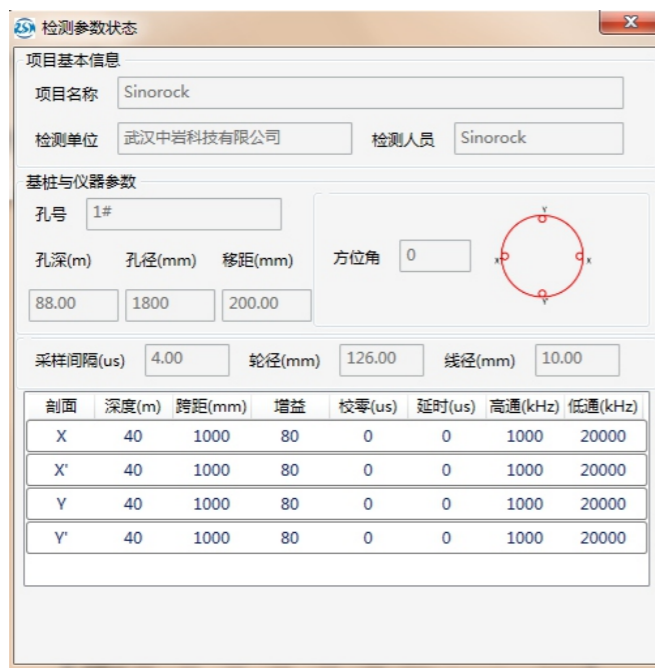 ZSN 检测参数状态
项目基本信息
项目名称 Sinorock
检测单位 武汉中岩科技有限公司 检测人员 Sinorock
基桩与仪器参数
孔号 1#
孔深(m) 孔径(mm) 移距(mm) 方位角 0
88.00 1800 200.00
Y
X' X
Y'
采样间隔(us) 4.00 轮径(mm) 126.00 线径(mm) 10.00
剖面 深度(m) 跨距(mm) 增益 校零(us) 延时(us) 高通(kHz) 低通(kHz)
X 40 1000 80 0 0 1000 20000
X' 40 1000 80 0 0 1000 20000
Y 40 1000 80 0 0 1000 20000
Y' 40 1000 80 0 0 1000 20000